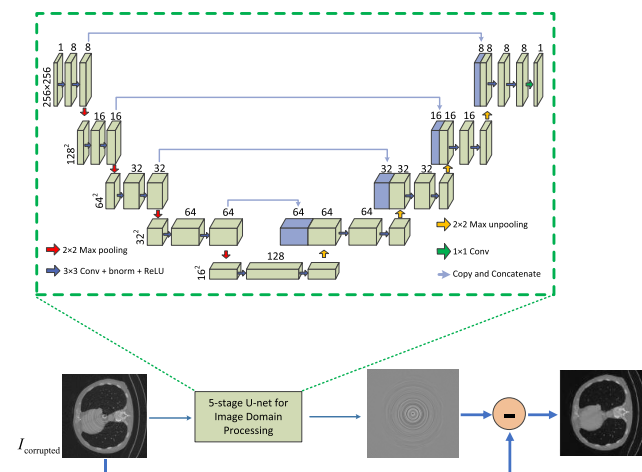 1 8 8
8 8 8 8 1
256×256
16 16
16 16 16
128²
32 32
32 32 32
64²
64 64
64 64 64
32²
128
16²
2×2 Max pooling
3×3 Conv + bnorm + ReLU
2×2 Max unpooling
1×1 Conv
Copy and Concatenate
5-stage U-net for
Image Domain
Processing
-
I corrupted